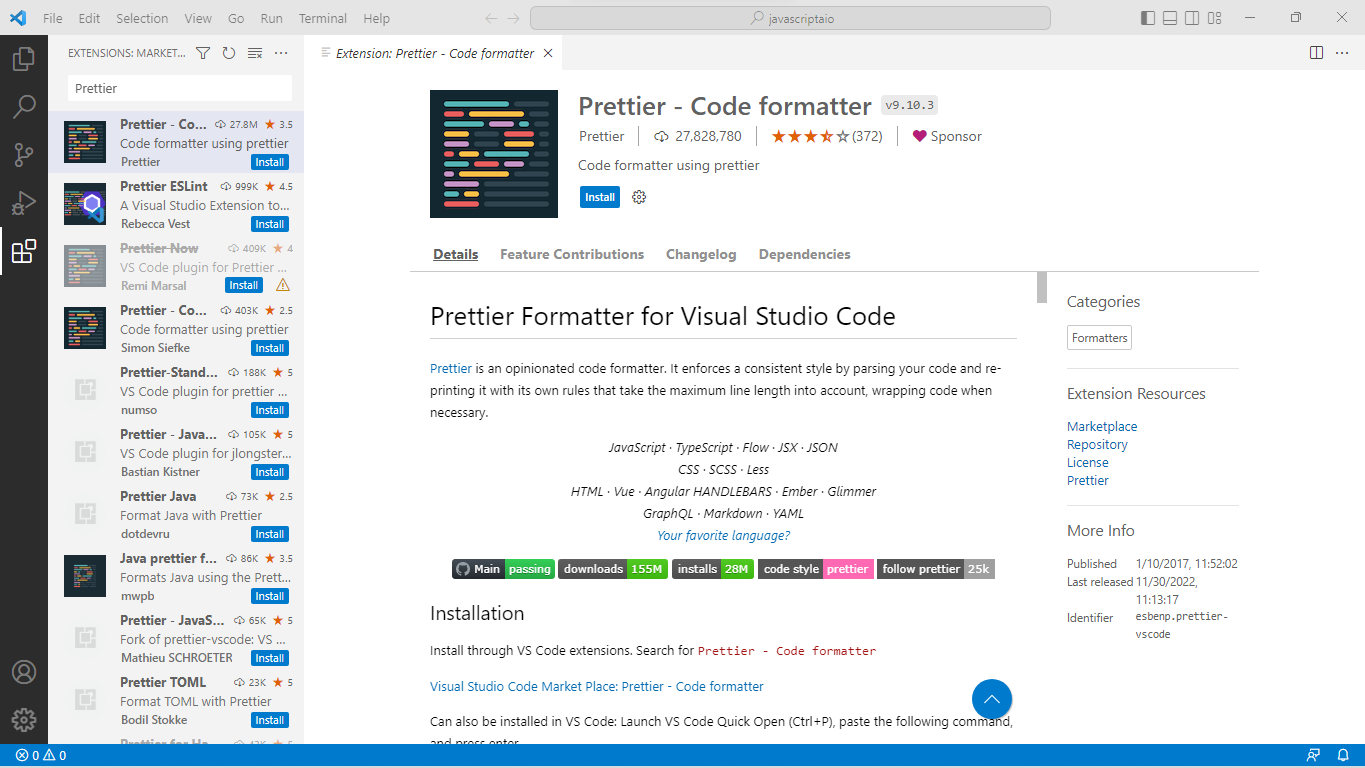 File Edit Selection View Go Run Terminal Help
javascriptaio
EXTENSIONS: MARKET...
Prettier
Prettier - Co... 27.8M 3.5
Code formatter using prettier
Prettier Install
Prettier ESLint 999K 4.5
A Visual Studio Extension to...
Rebecca Vest Install
Prettier Now 409K 4
VS Code plugin for Prettier ...
Remi Marsal Install
Prettier - Co... 403K 2.5
Code formatter using prettier
Simon Siefke Install
Prettier-Stand... 188K 5
VS Code plugin for prettier ...
numso Install
Prettier - Java... 105K 5
VS Code plugin for jlongster...
Bastian Kistner Install
Prettier Java 73K 2.5
Format Java with Prettier
dotdevru Install
Java prettier f... 86K 3.5
Formats Java using the Prett...
mwpb Install
Prettier - JavaS... 65K 5
Fork of prettier-vscode: VS ...
Mathieu SCHROETER Install
Prettier TOML 23K 5
Format TOML with Prettier
Bodil Stokke Install
Extension: Prettier - Code formatter
Prettier - Code formatter v9.10.3
Prettier 27,828,780 (372) Sponsor
Code formatter using prettier
Install
Details Feature Contributions Changelog Dependencies
Prettier Formatter for Visual Studio Code
Prettier is an opinionated code formatter. It enforces a consistent style by parsing your code and re-
printing it with its own rules that take the maximum line length into account, wrapping code when
necessary.
JavaScript · TypeScript · Flow · JSX · JSON
CSS · SCSS · Less
HTML · Vue · Angular HANDLEBARS · Ember · Glimmer
GraphQL · Markdown · YAML
Your favorite language?
Main passing downloads 155M installs 28M code style prettier follow prettier 25k
Installation
Install through VS Code extensions. Search for Prettier - Code formatter
Visual Studio Code Market Place: Prettier - Code formatter
Can also be installed in VS Code: Launch VS Code Quick Open (Ctrl+P), paste the following command,
and press enter.
Categories
Formatters
Extension Resources
Marketplace
Repository
License
Prettier
More Info
Published 1/10/2017, 11:52:02
Last released 11/30/2022,
11:13:17
Identifier esbenp.prettier-
vscode
0 0